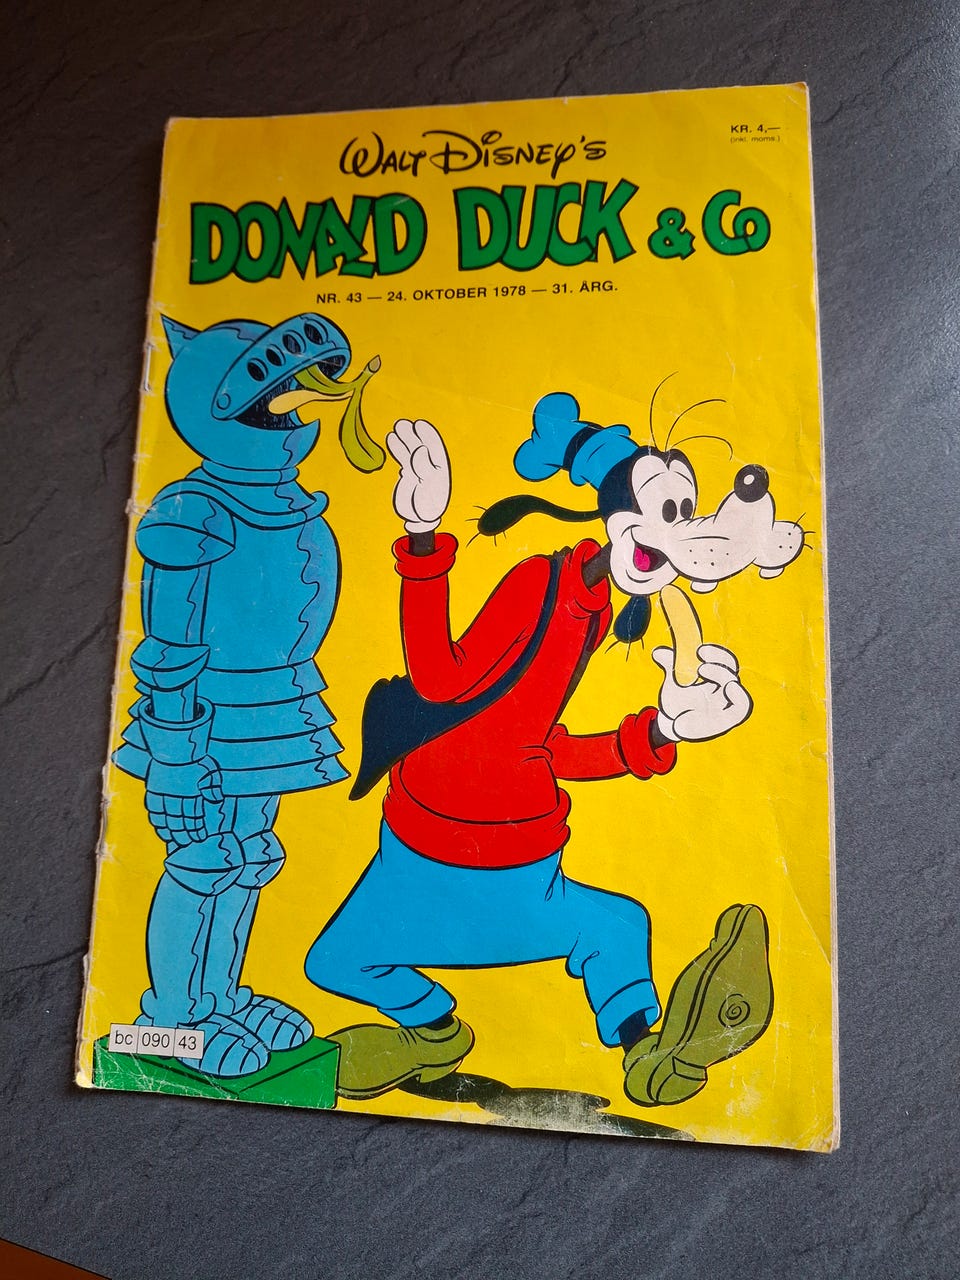 KR. 4,—
(inkl. moms.)
WALT DISNEY'S
DONALD DUCK & Co
NR. 43 — 24. OKTOBER 1978 — 31. ÅRG.
bc 090 43